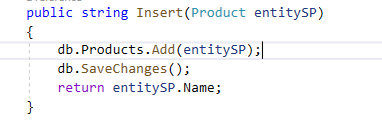 public string Insert(Product entitySP)
{
db.Products.Add(entitySP);
db.SaveChanges();
return entitySP.Name;
}